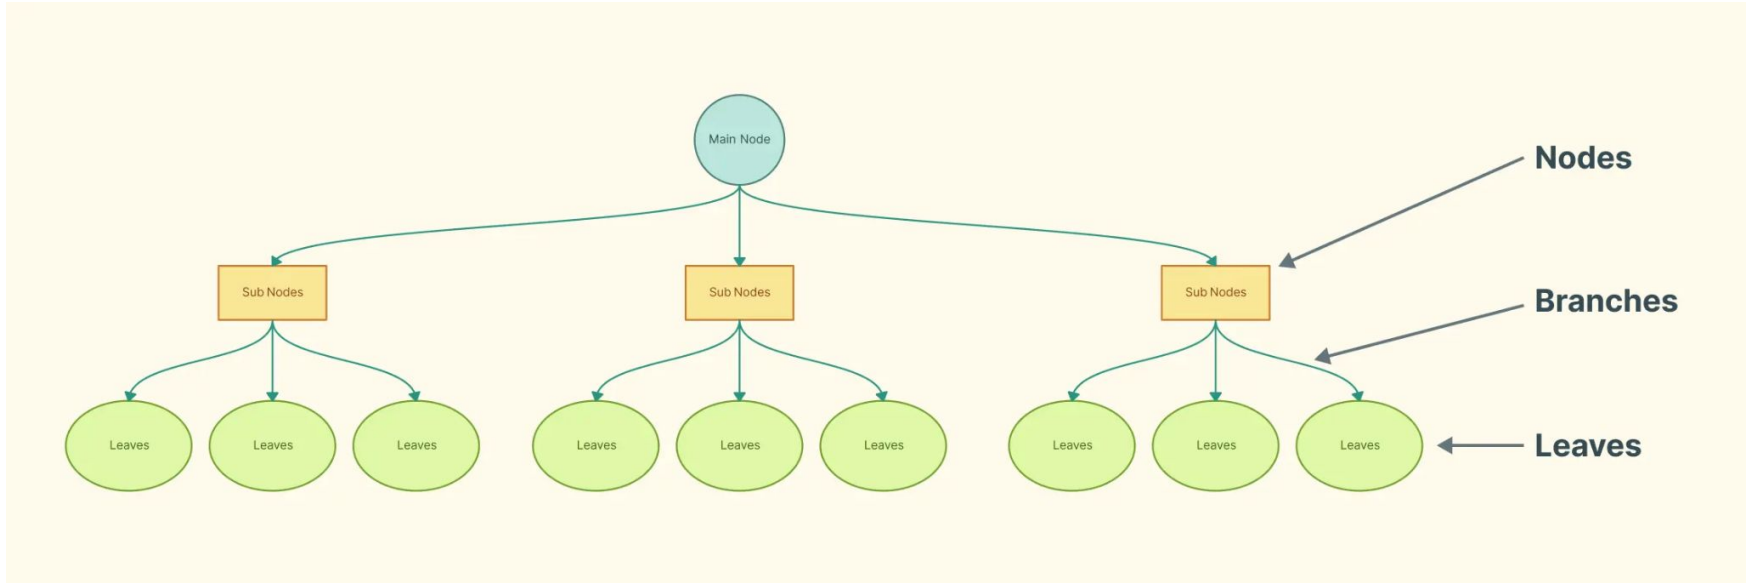 Main Node
Nodes
Sub Nodes
Sub Nodes
Sub Nodes
Branches
Leaves
Leaves
Leaves
Leaves
Leaves
Leaves
Leaves
Leaves
Leaves
Leaves